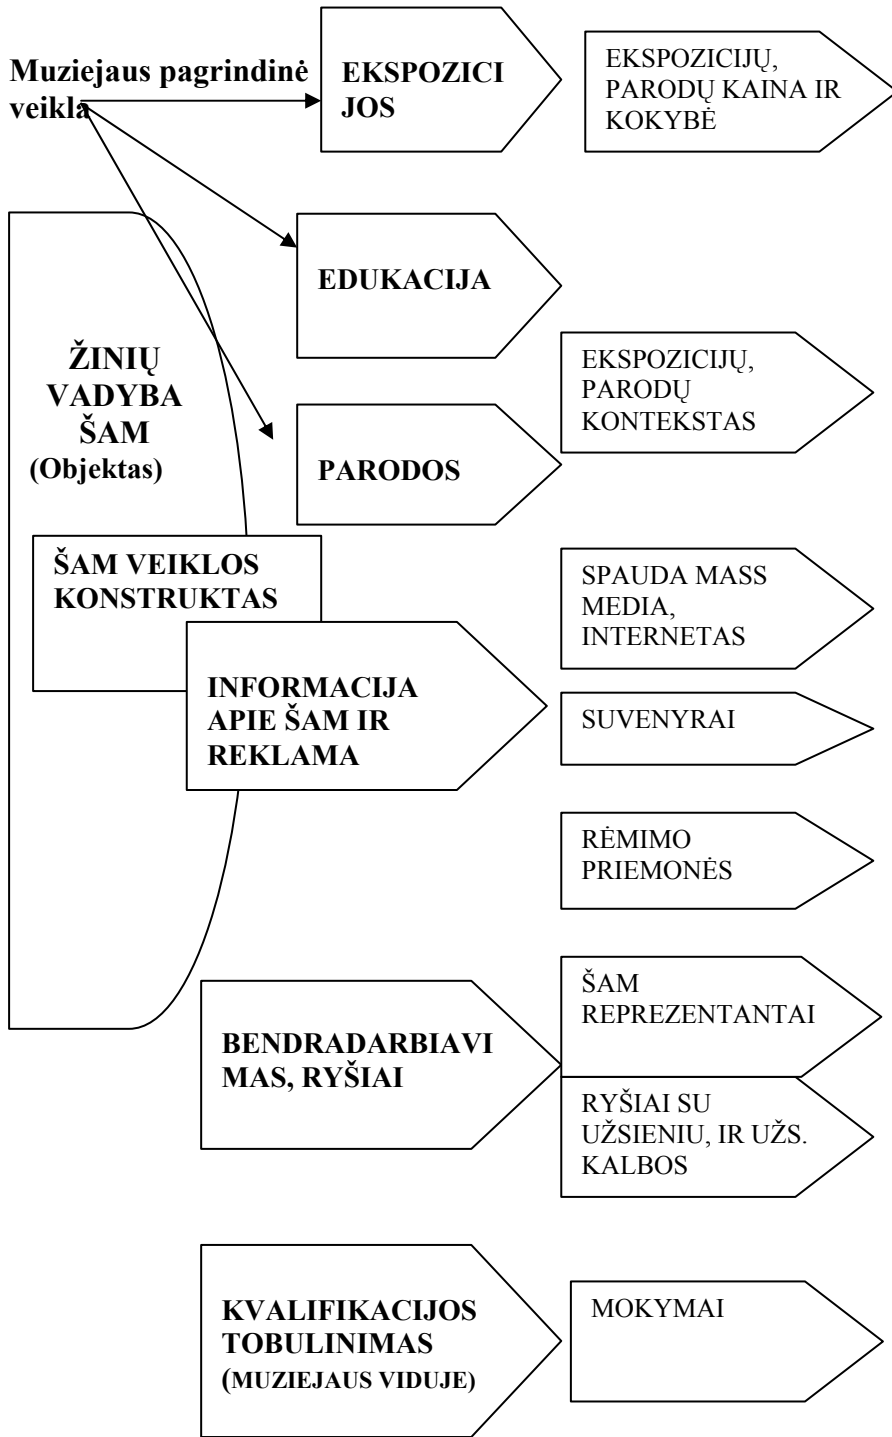 Muziejaus pagrindinė
veikla
EKSPOZICI
JOS
EKSPOZICIJŲ,
PARODŲ KAINA IR
KOKYBĖ
EDUKACIJA
ŽINIŲ
VADYBA
ŠAM
(Objektas)
EKSPOZICIJŲ,
PARODŲ
KONTEKSTAS
PARODOS
ŠAM VEIKLOS
KONSTRUKTAS
SPAUDA MASS
MEDIA,
INTERNETAS
INFORMACIJA
APIE ŠAM IR
REKLAMA
SUVENYRAI
RĖMIMO
PRIEMONĖS
BENDRADARBIAVI
MAS, RYŠIAI
ŠAM
REPREZENTANTAI
RYŠIAI SU
UŽSIENIU, IR UŽS.
KALBOS
KVALIFIKACIJOS
TOBULINIMAS
(MUZIEJAUS VIDUJE)
MOKYMAI